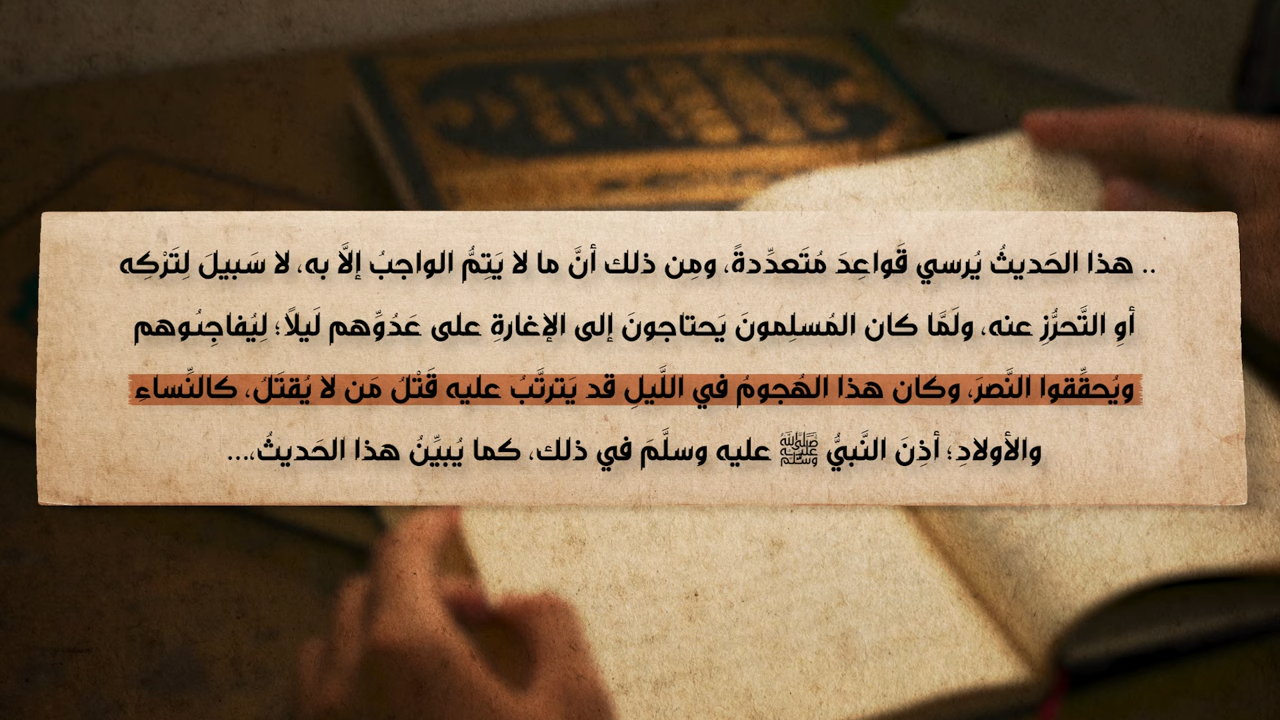 .. هذا الحَديثُ يُرسي قَواعِدَ مُتَعدِّدةً، ومِن ذلك أنَّ ما لا يَتِمُّ الواجبُ إلَّا به، لا سَبيلَ لِتَرْكِه
أوِ التَّحرُّزِ عنه، ولَمَّا كان المُسلِمونَ يَحتاجونَ إلى الإغارةِ على عَدُوِّهم لَيلًا؛ لِيُفاجِئوهم
ويُحقِّقوا النَّصرَ، وكان هذا الهُجومُ في اللَّيلِ قد يَترتَّبُ عليه قَتْلُ مَن لا يُقتَلُ، كالنِّساءِ
والأولادِ؛ أذِنَ النَّبيُّ ﷺ عليه وسلَّمَ في ذلك، كما يُبيِّنُ هذا الحَديثُ،...